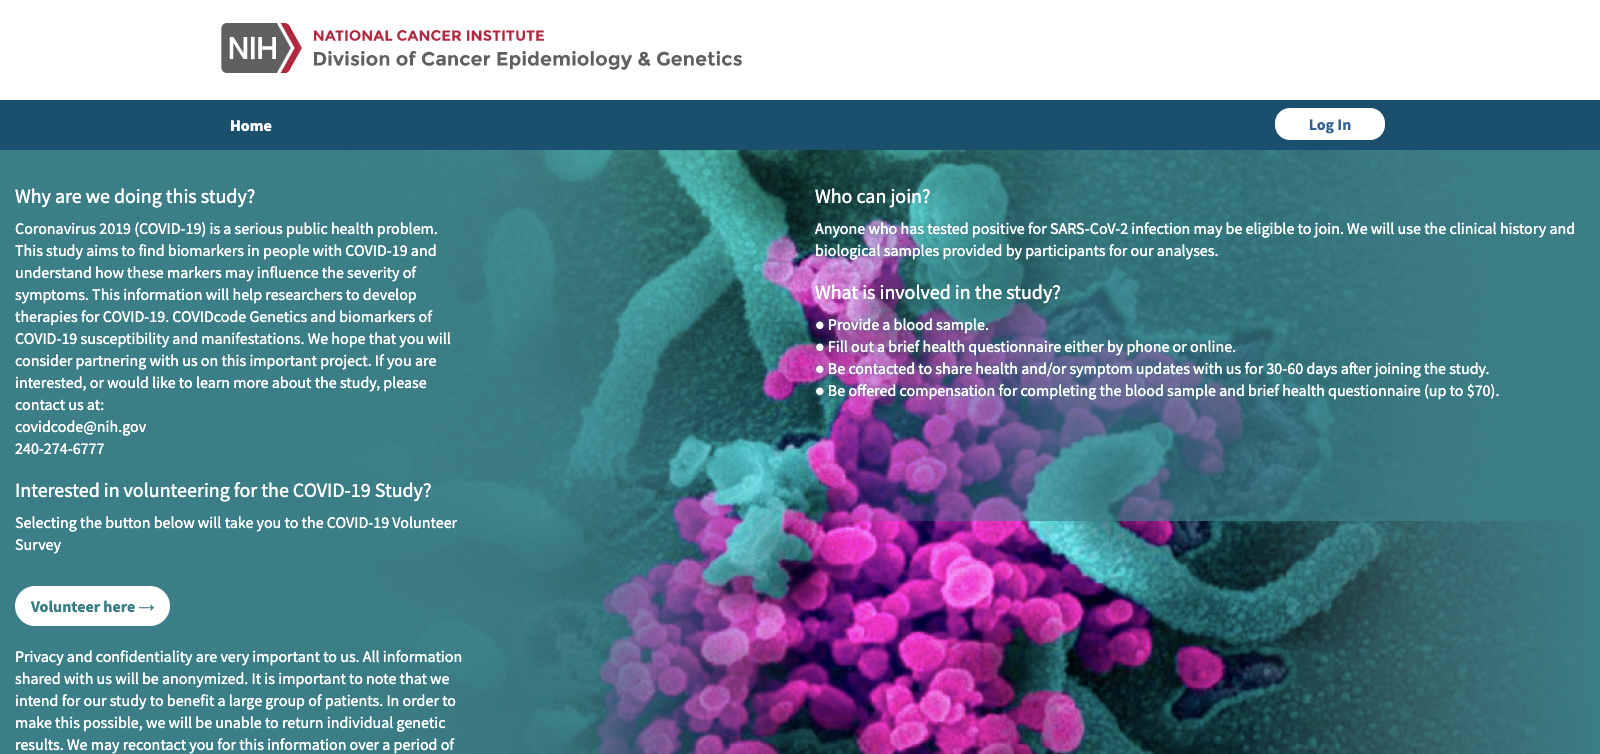 NIH
NATIONAL CANCER INSTITUTE
Division of Cancer Epidemiology & Genetics
Home
Log In
Why are we doing this study?
Coronavirus 2019 (COVID-19) is a serious public health problem.
This study aims to find biomarkers in people with COVID-19 and
understand how these markers may influence the severity of
symptoms. This information will help researchers to develop
therapies for COVID-19. COVIDcode Genetics and biomarkers of
COVID-19 susceptibility and manifestations. We hope that you will
consider partnering with us on this important project. If you are
interested, or would like to learn more about the study, please
contact us at:
covidcode@nih.gov
240-274-6777
Interested in volunteering for the COVID-19 Study?
Selecting the button below will take you to the COVID-19 Volunteer
Survey
Volunteer here →
Privacy and confidentiality are very important to us. All information
shared with us will be anonymized. It is important to note that we
intend for our study to benefit a large group of patients. In order to
make this possible, we will be unable to return individual genetic
results. We may recontact you for this information over a period of
Who can join?
Anyone who has tested positive for SARS-CoV-2 infection may be eligible to join. We will use the clinical history and
biological samples provided by participants for our analyses.
What is involved in the study?
● Provide a blood sample.
● Fill out a brief health questionnaire either by phone or online.
● Be contacted to share health and/or symptom updates with us for 30-60 days after joining the study.
● Be offered compensation for completing the blood sample and brief health questionnaire (up to $70).